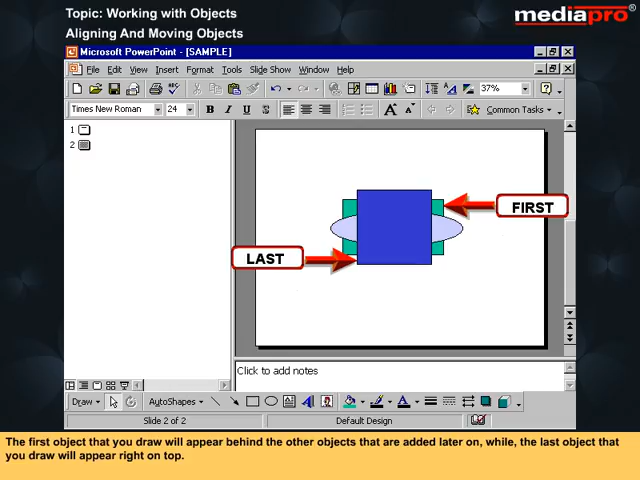 Topic: Working with Objects
Aligning And Moving Objects
mediapro®
Microsoft PowerPoint - [SAMPLE]
File Edit View Insert Format Tools Slide Show Window Help
37%
Times New Roman 24 B I U S A A Common Tasks
1
2
FIRST
LAST
Click to add notes
Draw AutoShapes A A
Slide 2 of 2 Default Design
The first object that you draw will appear behind the other objects that are added later on, while, the last object that
you draw will appear right on top.